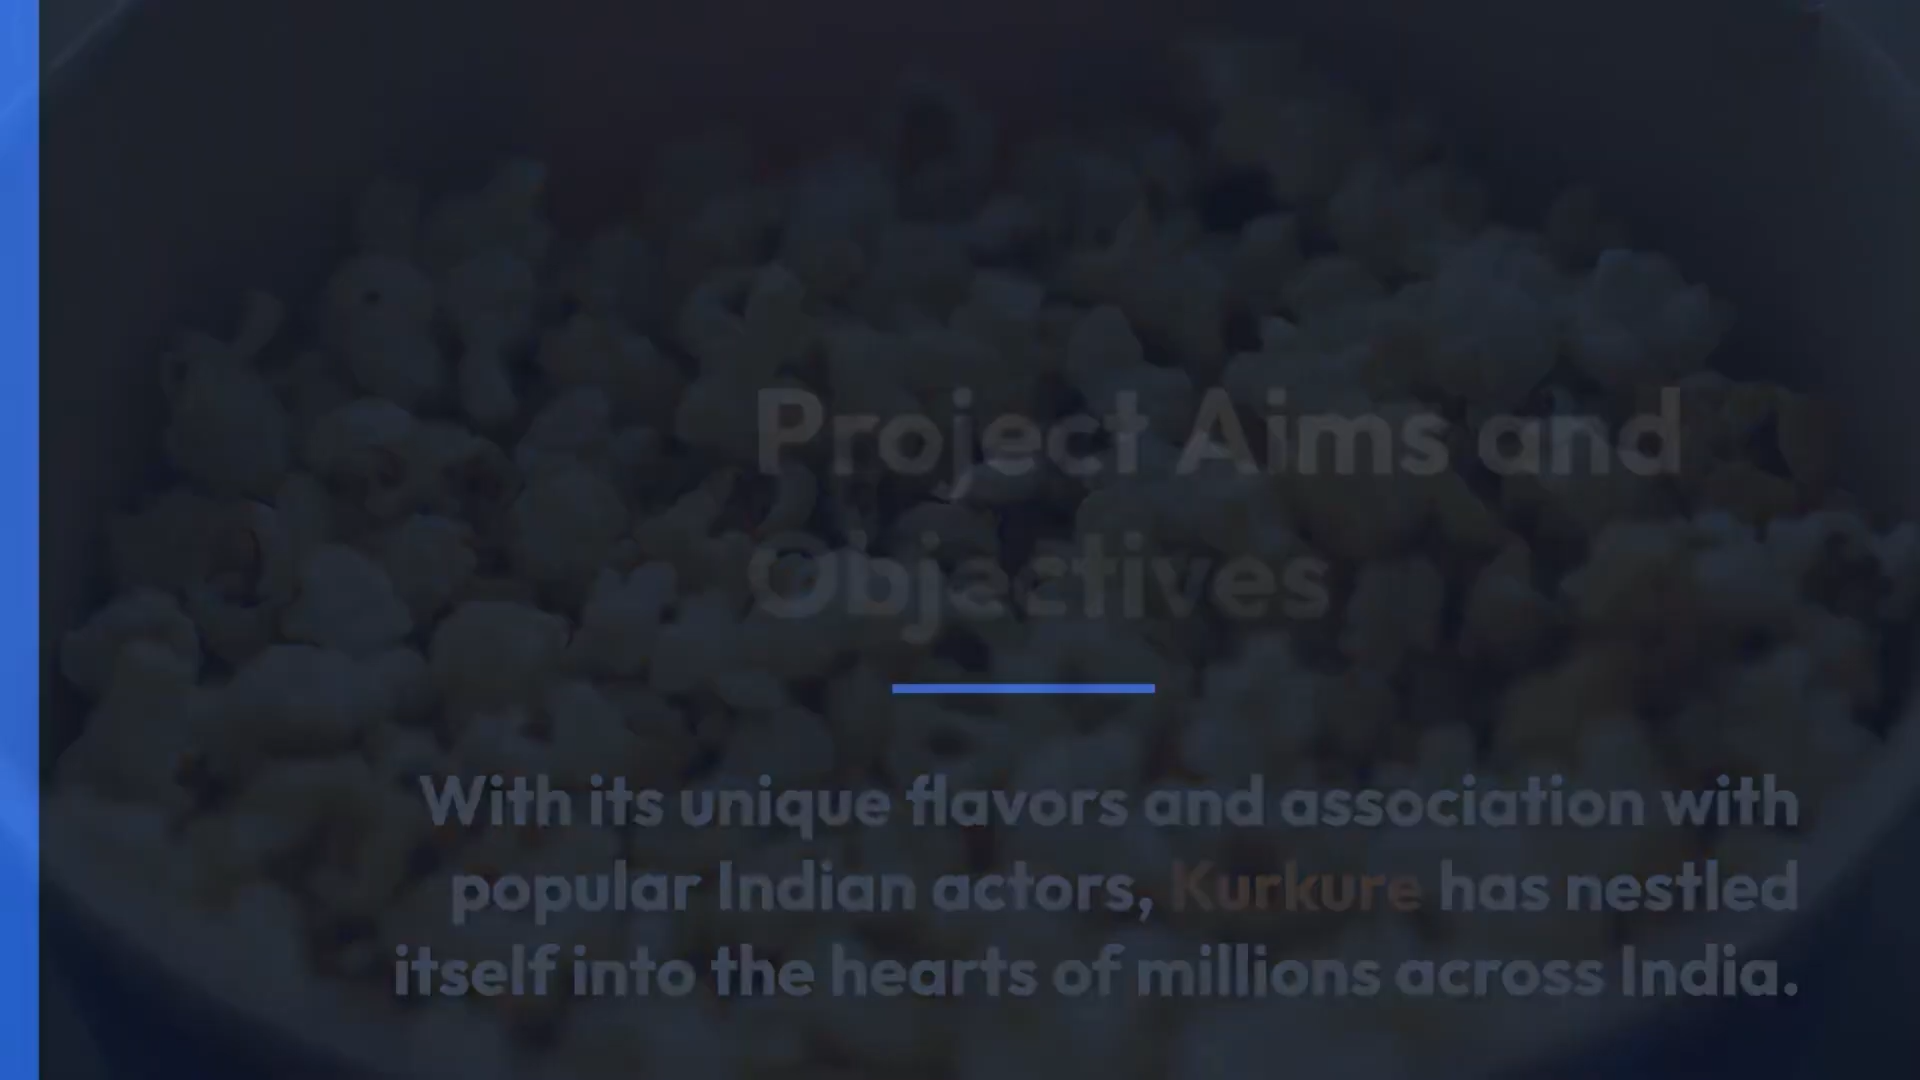 Project Aims and
Objectives
With its unique flavors and association with
popular Indian actors, Kurkure has nestled
itself into the hearts of millions across India.